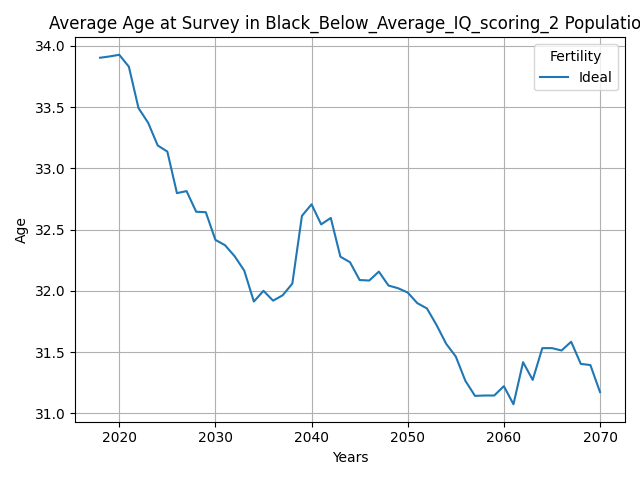 Average Age at Survey in Black_Below_Average_IQ_scoring_2 Populatio
34.0
33.5
33.0
32.5
32.0
31.5
31.0
Age
Fertility
Ideal
2020 2030 2040 2050 2060 2070
Years